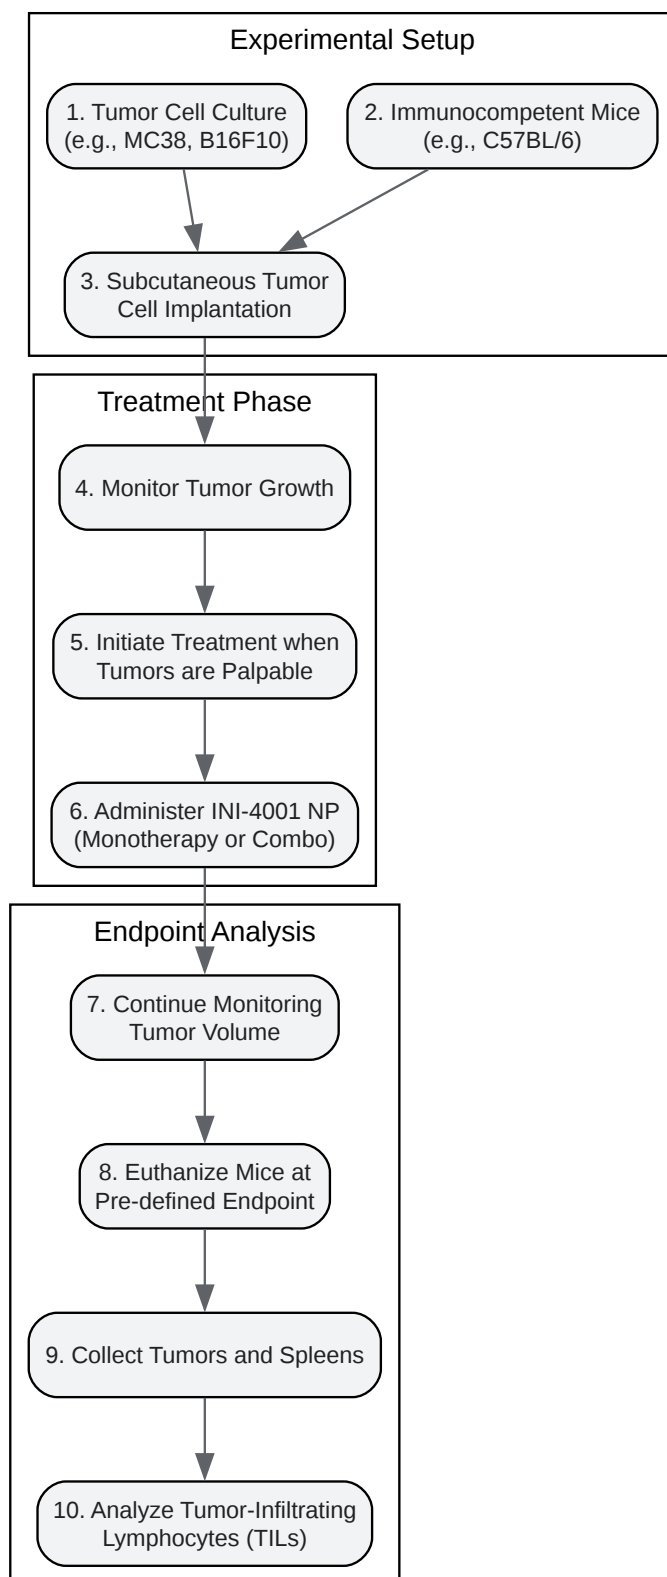 Experimental Setup
1. Tumor Cell Culture
(e.g., MC38, B16F10)
2. Immunocompetent Mice
(e.g., C57BL/6)
3. Subcutaneous Tumor
Cell Implantation
Treatment Phase
4. Monitor Tumor Growth
5. Initiate Treatment when
Tumors are Palpable
6. Administer INI-4001 NP
(Monotherapy or Combo)
Endpoint Analysis
7. Continue Monitoring
Tumor Volume
8. Euthanize Mice at
Pre-defined Endpoint
9. Collect Tumors and Spleens
10. Analyze Tumor-Infiltrating
Lymphocytes (TILs)